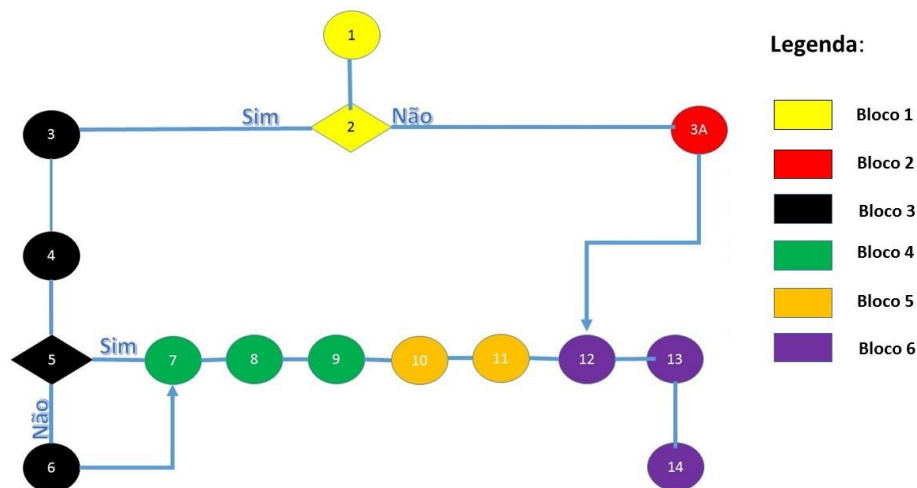 1
Legenda:
Sim
2
Não
3
3A
Bloco 1
Bloco 2
Bloco 3
4
Bloco 4
Bloco 5
Bloco 6
5
Sim
7
8
9
10
11
12
13
Não
6
14